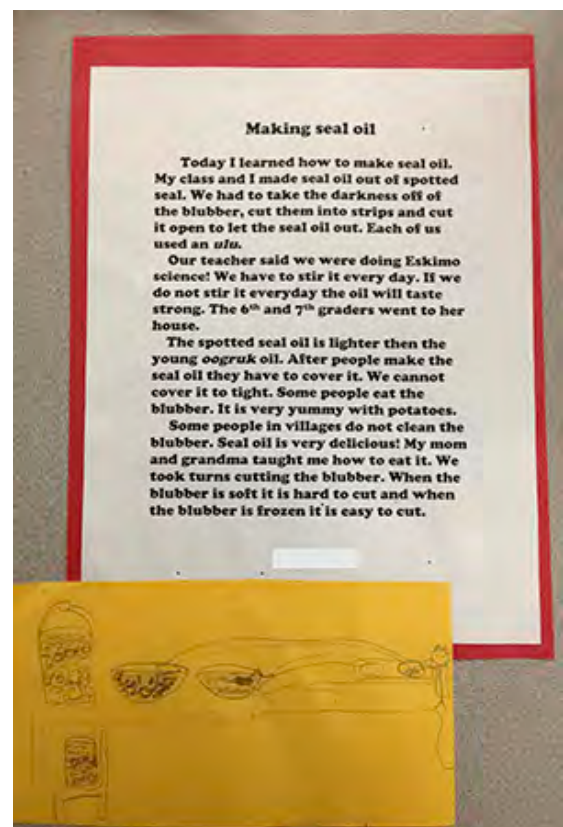 Making seal oil
Today I learned how to make seal oil.
My class and I made seal oil out of spotted
seal. We had to take the darkness off of
the blubber, cut them into strips and cut
it open to let the seal oil out. Each of us
used an ulu.
Our teacher said we were doing Eskimo
science! We have to stir it every day. If we
do not stir it everyday the oil will taste
strong. The 6th and 7th graders went to her
house.
The spotted seal oil is lighter then the
young oogruk oil. After people make the
seal oil they have to cover it. We cannot
cover it to tight. Some people eat the
blubber. It is very yummy with potatoes.
Some people in villages do not clean the
blubber. Seal oil is very delicious! My mom
and grandma taught me how to eat it. We
took turns cutting the blubber. When the
blubber is soft it is hard to cut and when
the blubber is frozen it is easy to cut.